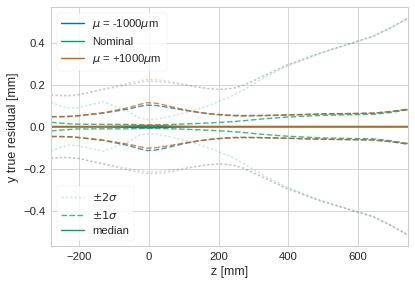 μ = -1000μm
Nominal
μ = +1000μm
0.4
0.2
0.0
−0.2
−0.4
y true residual [mm]
±2σ
±1σ
median
−200
0
200
400
600
z [mm]